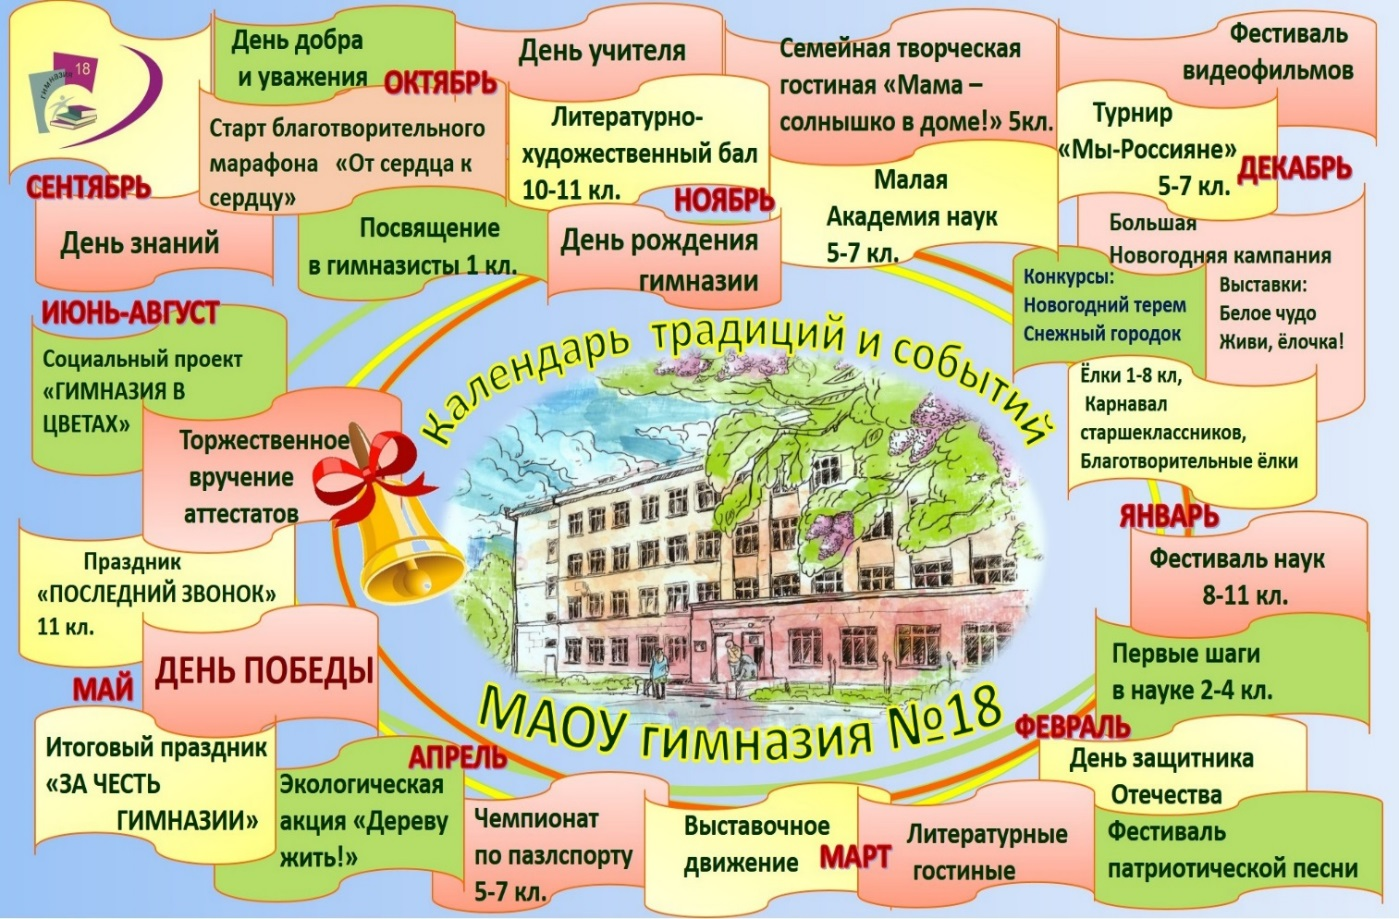 гимназия 18
СЕНТЯБРЬ
День знаний
День добра
и уважения
Старт благотворительного
марафона «От сердца к
сердцу»
ОКТЯБРЬ
Посвящение
в гимназисты 1 кл.
День учителя
Литературно-
художественный бал
10-11 кл.
НОЯБРЬ
День рождения
гимназии
Семейная творческая
гостиная «Мама –
солнышко в доме!» 5кл.
Малая
Академия наук
5-7 кл.
Фестиваль
видеофильмов
Турнир
«Мы-Россияне»
5-7 кл.
ДЕКАБРЬ
Большая
Новогодняя кампания
Конкурсы:
Новогодний терем
Снежный городок
Выставки:
Белое чудо
Живи, ёлочка!
Ёлки 1-8 кл,
Карнавал
старшеклассников,
Благотворительные ёлки
ЯНВАРЬ
Фестиваль наук
8-11 кл.
Первые шаги
в науке 2-4 кл.
ФЕВРАЛЬ
День защитника
Отечества
Фестиваль
патриотической песни
МАРТ
Литературные
гостиные
Выставочное
движение
АПРЕЛЬ
Чемпионат
по пазлспорту
5-7 кл.
Экологическая
акция «Дереву
жить!»
МАЙ
Итоговый праздник
«ЗА ЧЕСТЬ
ГИМНАЗИИ»
ДЕНЬ ПОБЕДЫ
Праздник
«ПОСЛЕДНИЙ ЗВОНОК»
11 кл.
ИЮНЬ-АВГУСТ
Социальный проект
«ГИМНАЗИЯ В
ЦВЕТАХ»
Торжественное
вручение
аттестатов
Календарь традиций и событий
МАОУ гимназия №18